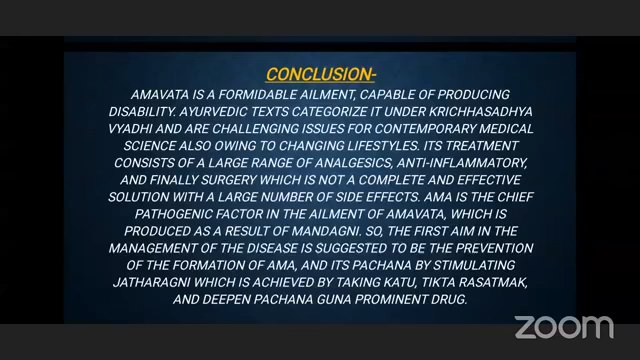 CONCLUSION-
AMAVATA IS A FORMIDABLE AILMENT, CAPABLE OF PRODUCING
DISABILITY. AYURVEDIC TEXTS CATEGORIZE IT UNDER KRICHHASADHYA
VYADHI AND ARE CHALLENGING ISSUES FOR CONTEMPORARY MEDICAL
SCIENCE ALSO OWING TO CHANGING LIFESTYLES. ITS TREATMENT
CONSISTS OF A LARGE RANGE OF ANALGESICS, ANTI-INFLAMMATORY,
AND FINALLY SURGERY WHICH IS NOT A COMPLETE AND EFFECTIVE
SOLUTION WITH A LARGE NUMBER OF SIDE EFFECTS. AMA IS THE CHIEF
PATHOGENIC FACTOR IN THE AILMENT OF AMAVATA, WHICH IS
PRODUCED AS A RESULT OF MANDAGNI. SO, THE FIRST AIM IN THE
MANAGEMENT OF THE DISEASE IS SUGGESTED TO BE THE PREVENTION
OF THE FORMATION OF AMA, AND ITS PACHANA BY STIMULATING
JATHARAGNI WHICH IS ACHIEVED BY TAKING KATU, TIKTA RASATMAK,
AND DEEPEN PACHANA GUNA PROMINENT DRUG.
zoom